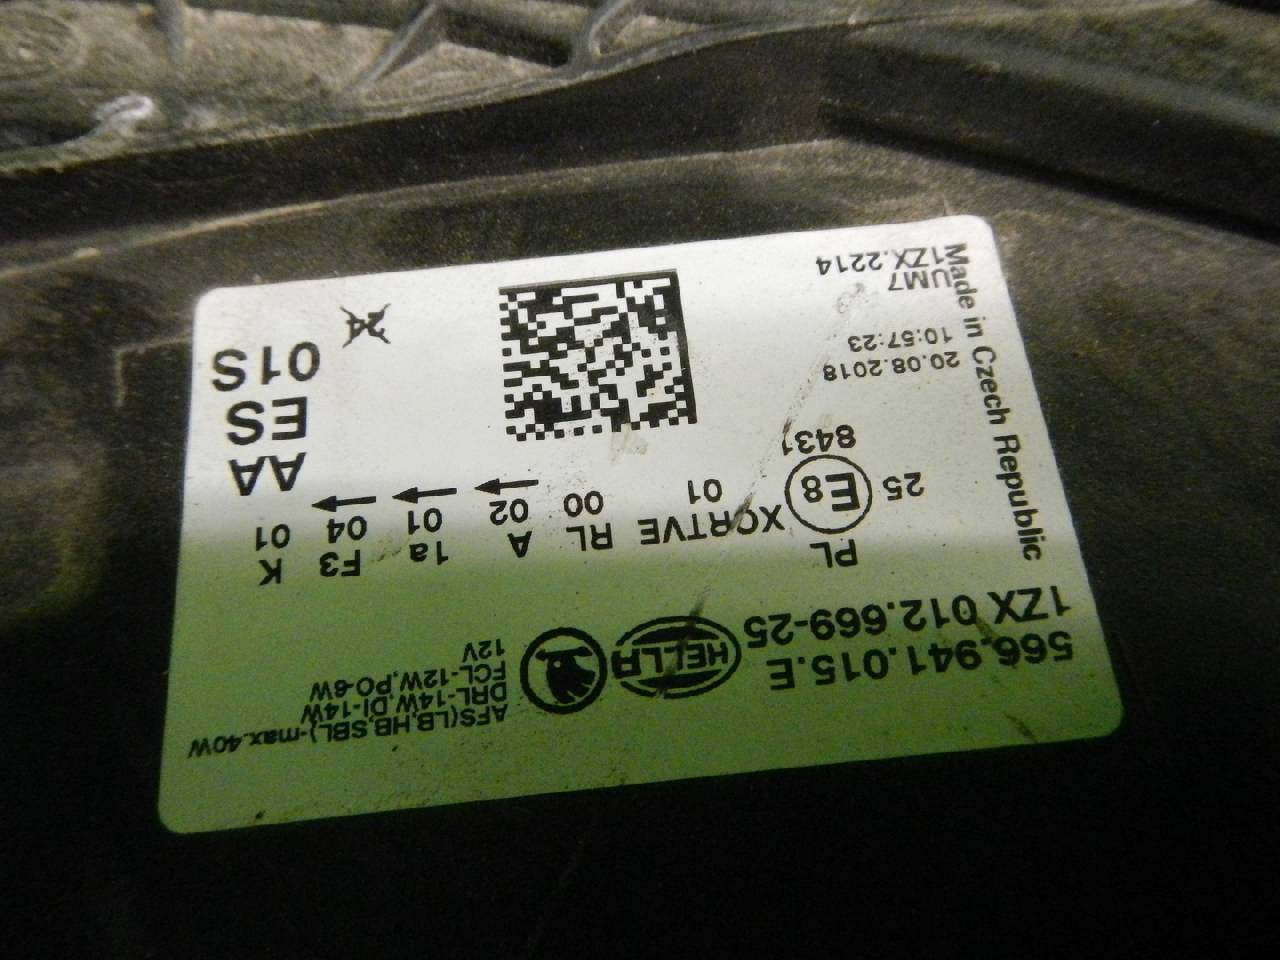 566.941.015.E
1ZX 012.669-25
HELLA
12V
FCL-12W,PO-6W
DRL-14W,DI-14W
AFS(LB,HB,SBL)-max.40W
PL
XCRTVE RL A 1a F3 K
25 E8 01 00 02 01 04 01
8431
AA
ES
01S
24
20.08.2018
10:57:23
UM7
1ZX.2214
Made in Czech Republic